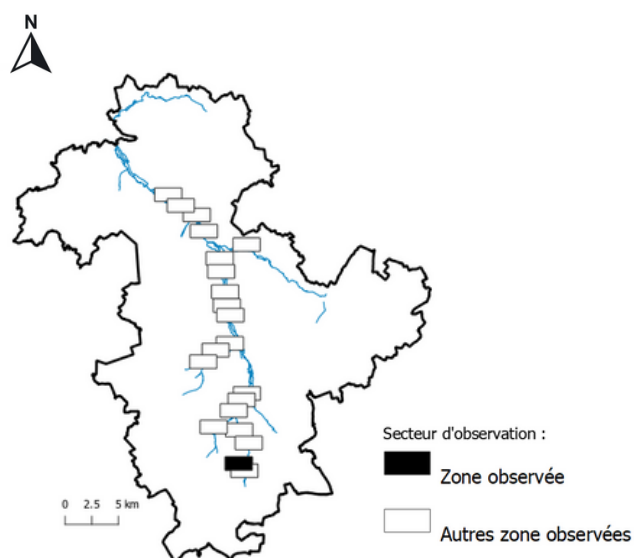 N
Secteur d'observation :
Zone observée
0 2.5 5 km
Autres zone observées